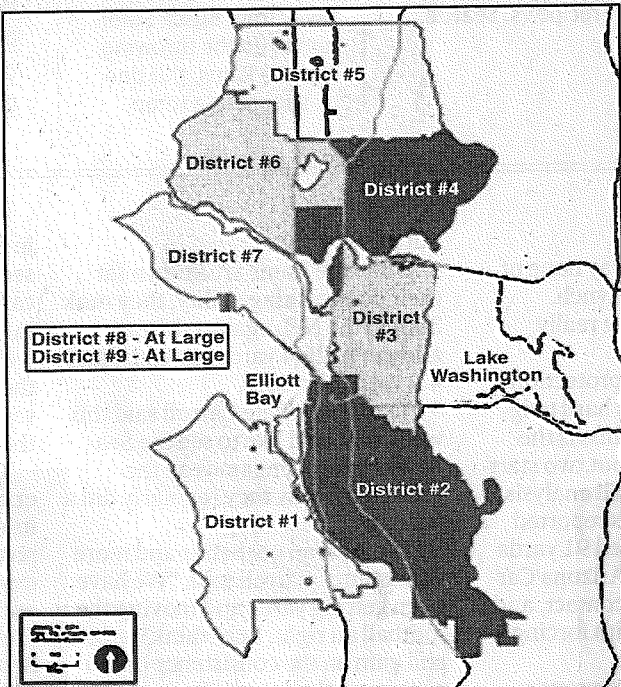 District #5
District #6
District #4
District #7
District
#3
District #8 - At Large
District #9 - At Large
Lake
Washington
Elliott
Bay
District #2
District #1